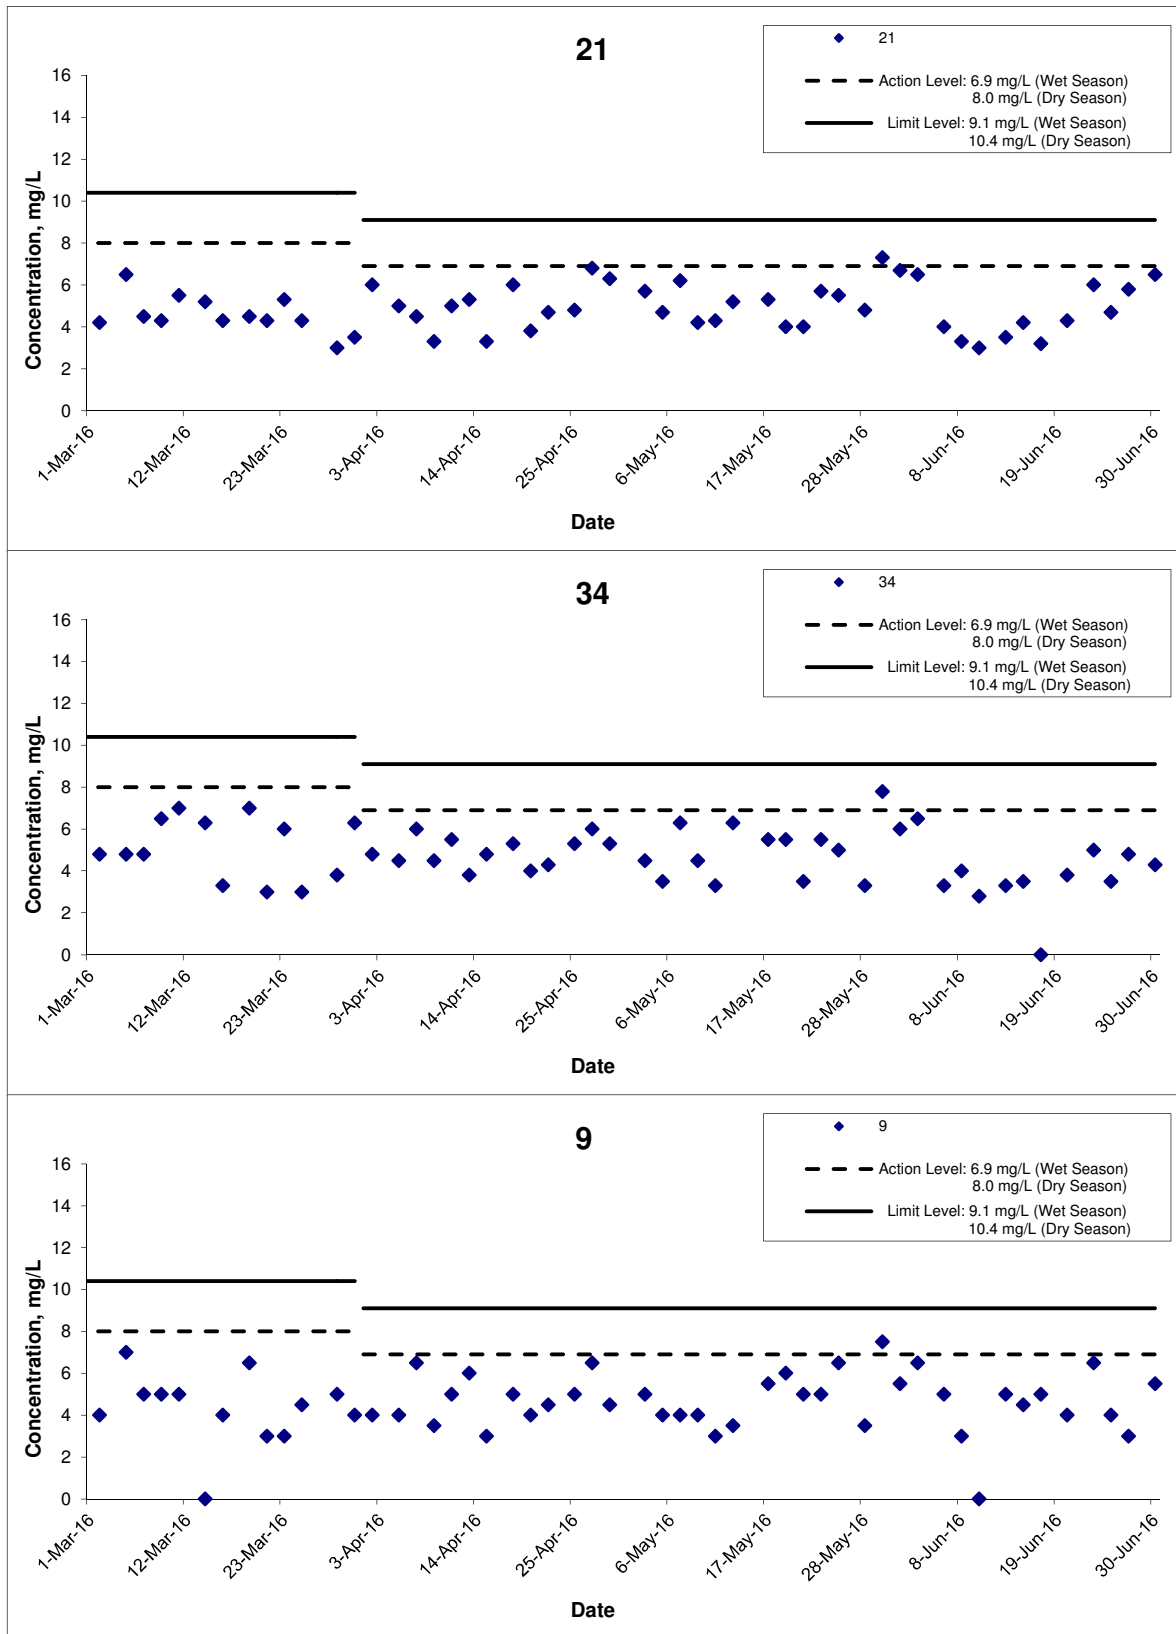 21
21
Action Level: 6.9 mg/L (Wet Season)
8.0 mg/L (Dry Season)
Limit Level: 9.1 mg/L (Wet Season)
10.4 mg/L (Dry Season)
Concentration, mg/L
16
14
12
10
8
6
4
2
0
1-Mar-16
12-Mar-16
23-Mar-16
3-Apr-16
14-Apr-16
25-Apr-16
6-May-16
17-May-16
28-May-16
8-Jun-16
19-Jun-16
30-Jun-16
Date
34
34
Action Level: 6.9 mg/L (Wet Season)
8.0 mg/L (Dry Season)
Limit Level: 9.1 mg/L (Wet Season)
10.4 mg/L (Dry Season)
Concentration, mg/L
16
14
12
10
8
6
4
2
0
1-Mar-16
12-Mar-16
23-Mar-16
3-Apr-16
14-Apr-16
25-Apr-16
6-May-16
17-May-16
28-May-16
8-Jun-16
19-Jun-16
30-Jun-16
Date
9
9
Action Level: 6.9 mg/L (Wet Season)
8.0 mg/L (Dry Season)
Limit Level: 9.1 mg/L (Wet Season)
10.4 mg/L (Dry Season)
Concentration, mg/L
16
14
12
10
8
6
4
2
0
1-Mar-16
12-Mar-16
23-Mar-16
3-Apr-16
14-Apr-16
25-Apr-16
6-May-16
17-May-16
28-May-16
8-Jun-16
19-Jun-16
30-Jun-16
Date